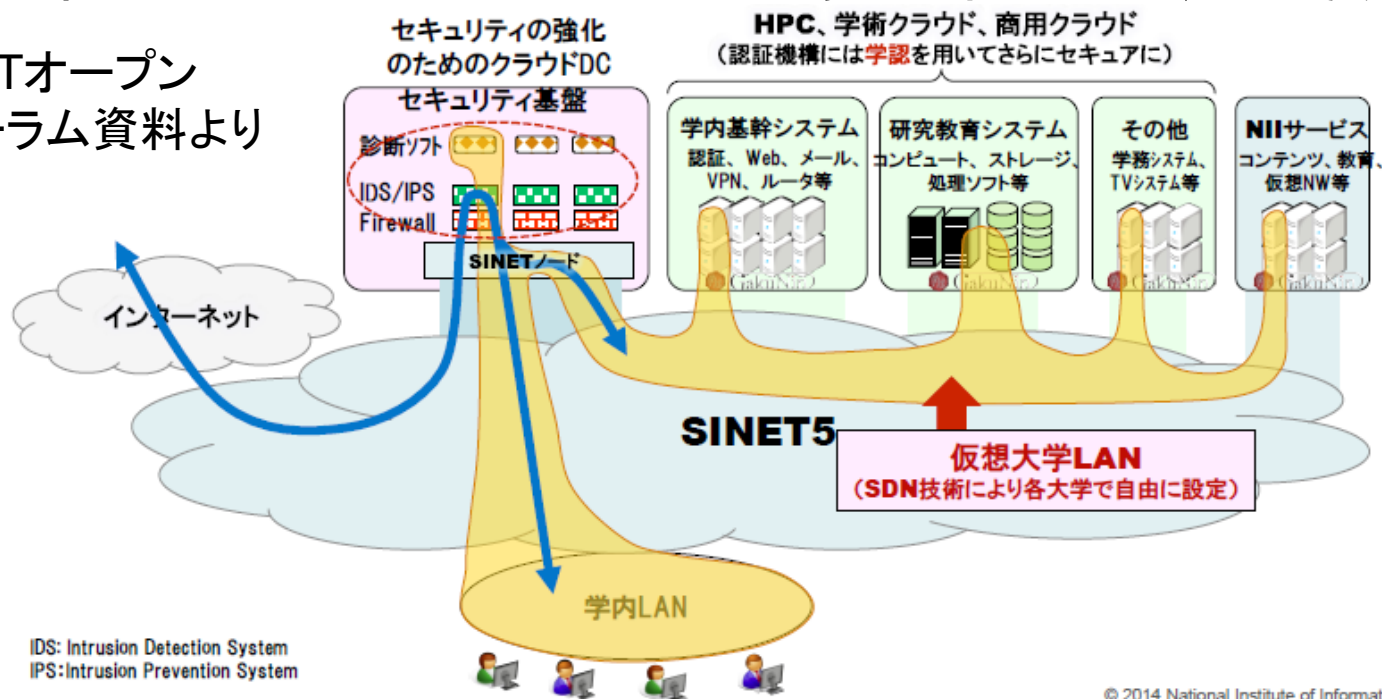 Tオープン
ーラム資料より
セキュリティの強化
のためのクラウドDC
セキュリティ基盤
診断ソフト
IDS/IPS
Firewall
SINETノード
HPC、学術クラウド、商用クラウド
（認証機構には学認を用いてさらにセキュアに）
学内基幹システム
認証、Web、メール、
VPN、ルータ等
研究教育システム
コンピュート、ストレージ、
処理ソフト等
その他
学務システム、
TVシステム等
NIIサービス
コンテンツ、教育、
仮想NW等
GakuNin
GakuNin
GakuNin
GakuNin
インターネット
SINET5
仮想大学LAN
（SDN技術により各大学で自由に設定）
学内LAN
IDS: Intrusion Detection System
IPS:Intrusion Prevention System
© 2014 National Institute of Informat